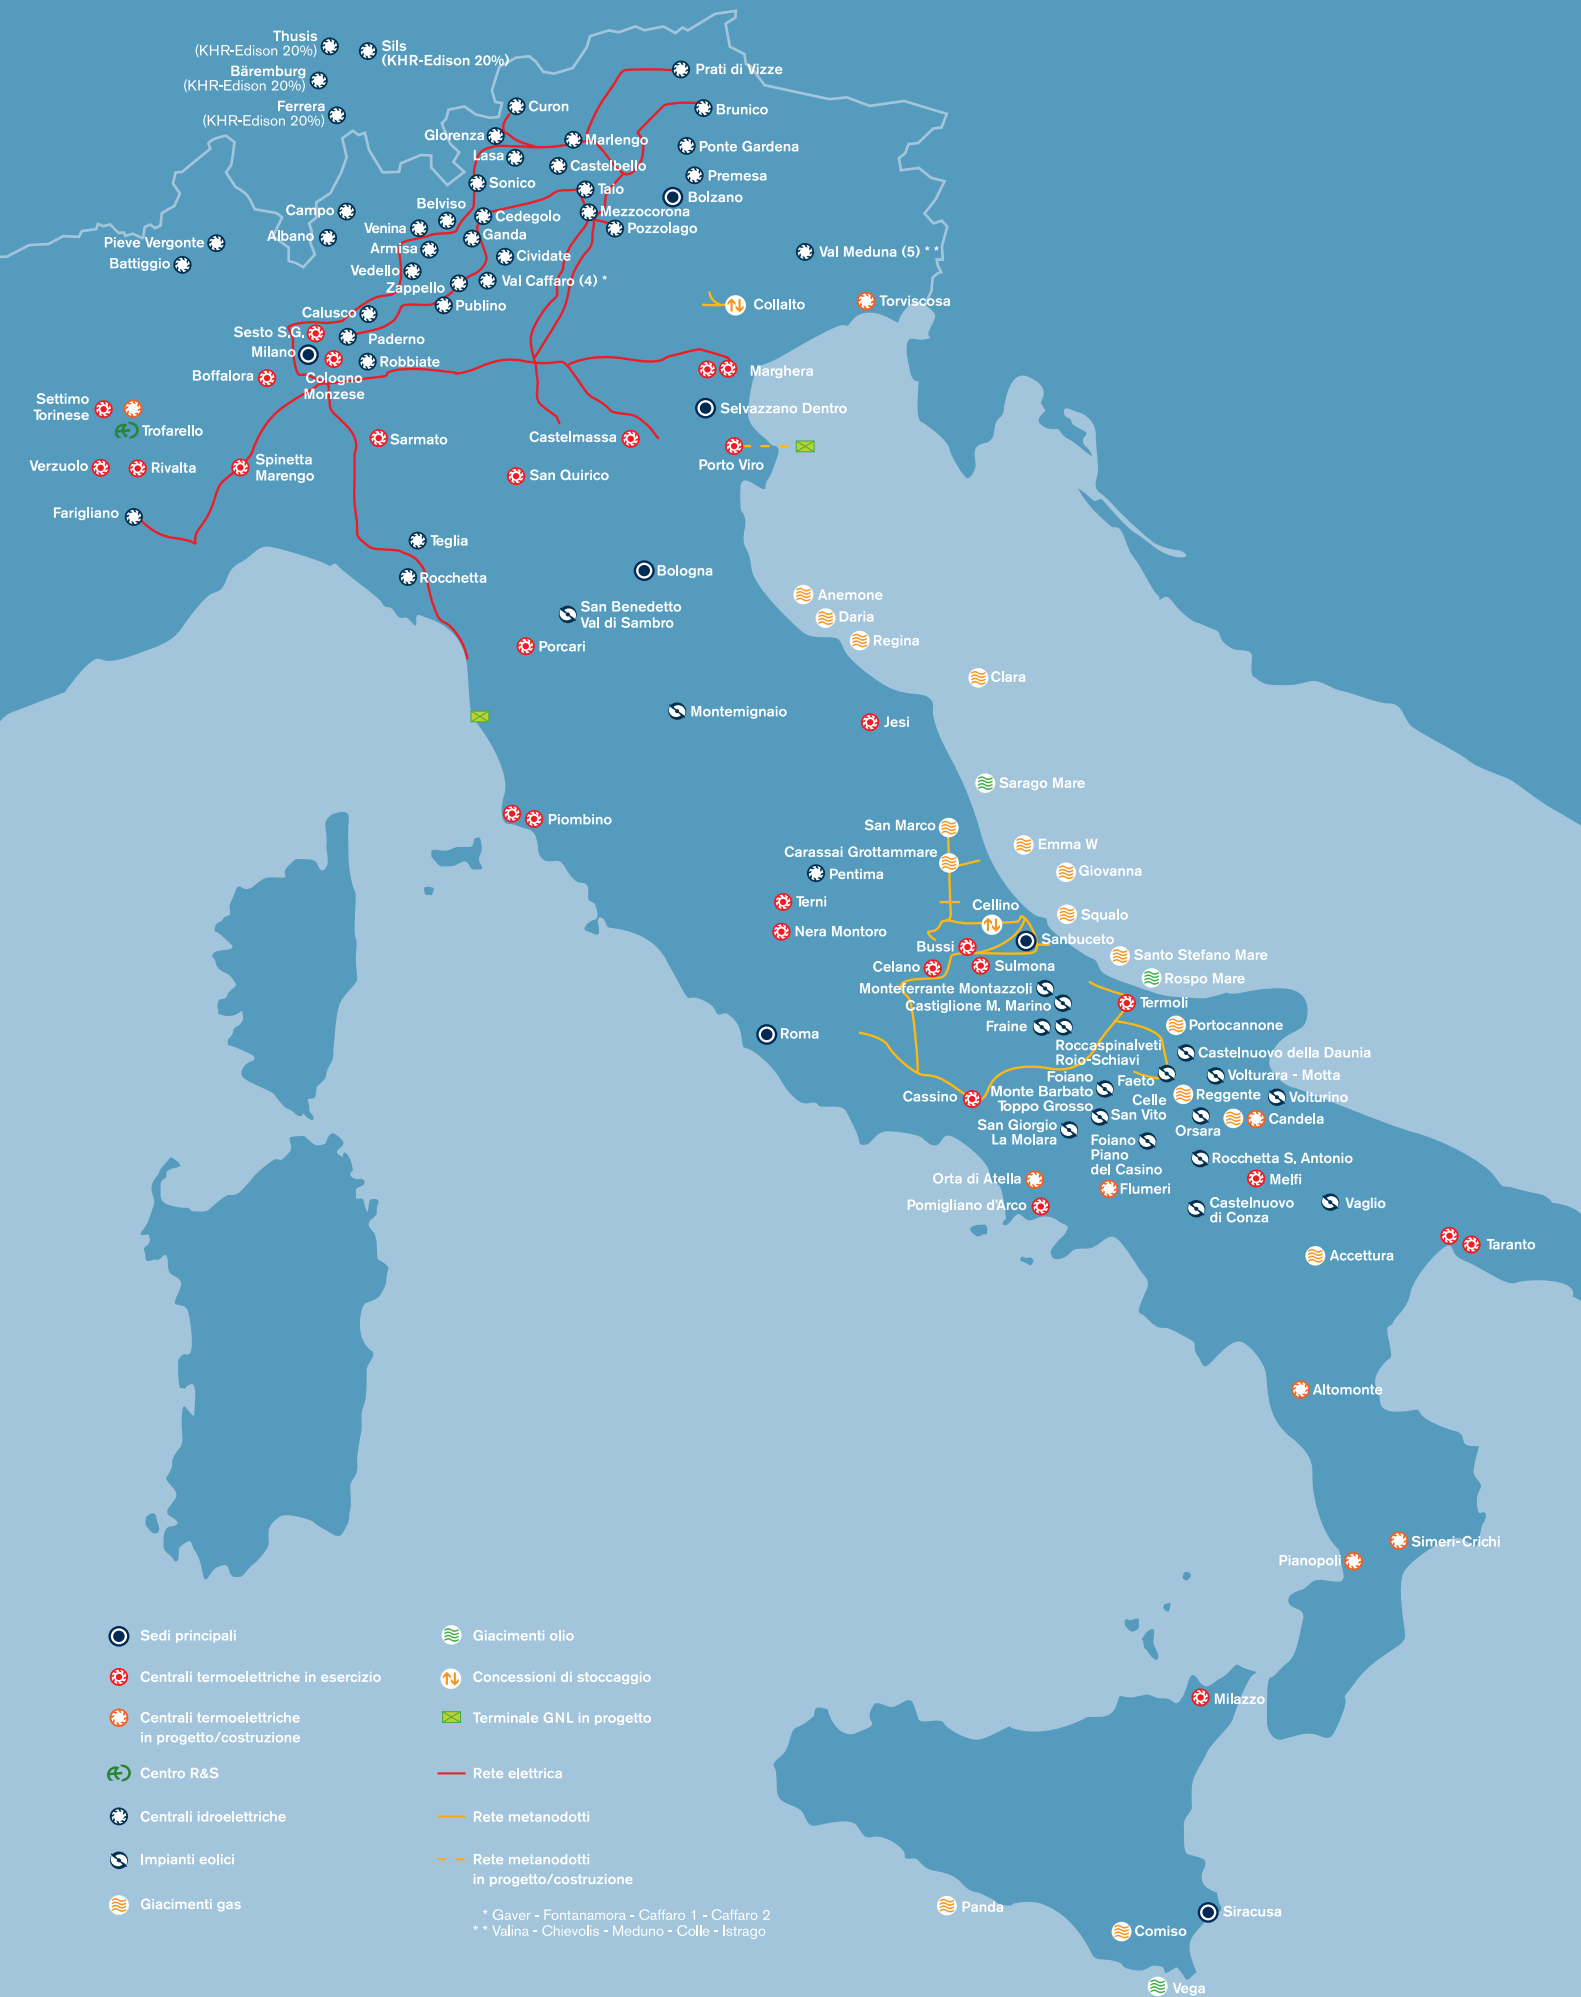 Thusis
(KHR-Edison 20%)
Sils
(KHR-Edison 20%)
Bäremburg
(KHR-Edison 20%)
Ferrera
(KHR-Edison 20%)
Prati di Vizze
Curon
Brunico
Glorenza
Marlengo
Ponte Gardena
Lasa
Castelbello
Premesa
Sonico
Taio
Bolzano
Belviso
Campo
Cedegolo
Mezzocorona
Venina
Ganda
Pozzolago
Albano
Pieve Vergonte
Armisa
Cividate
Val Meduna (5) * *
Battiggio
Vedello
Val Caffaro (4) *
Zappello
Publino
Collalto
Torviscosa
Calusco
Sesto S.G.
Paderno
Milano
Robbiate
Boffalora
Cologno
Monzese
Marghera
Settimo
Torinese
Selvazzano Dentro
Trofarello
Sarmato
Castelmassa
Porto Viro
Verzuolo
Rivalta
Spinetta
Marengo
San Quirico
Farigliano
Teglia
Rocchetta
Bologna
San Benedetto
Val di Sambro
Anemone
Daria
Regina
Porcari
Clara
Montemignaio
Jesi
Sarago Mare
Piombino
San Marco
Emma W
Carassai Grottammare
Giovanna
Pentima
Terni
Cellino
Squalo
Nera Montoro
Bussi
Sanbuceto
Santo Stefano Mare
Celano
Sulmona
Rospo Mare
Monteferrante Montazzoli
Castiglione M. Marino
Termoli
Fraine
Portocannone
Roma
Roccaspinalveti
Roio-Schiavi
Castelnuovo della Daunia
Foiano
Monte Barbato
Toppo Grosso
Faeto
Volturara - Motta
Cassino
Celle
Reggente
Volturino
San Vito
Orsara
Candela
San Giorgio
La Molara
Foiano
Piano
del Casino
Rocchetta S. Antonio
Orta di Atella
Flumeri
Melfi
Pomigliano d'Arco
Castelnuovo
di Conza
Vaglio
Taranto
Accettura
Altomonte
Simeri-Crichi
Pianopoli
Milazzo
Panda
Siracusa
Comiso
Vega
Sedi principali
Centrali termoelettriche in esercizio
Centrali termoelettriche
in progetto/costruzione
Centro R&S
Centrali idroelettriche
Impianti eolici
Giacimenti gas
Giacimenti olio
Concessioni di stoccaggio
Terminale GNL in progetto
Rete elettrica
Rete metanodotti
Rete metanodotti
in progetto/costruzione
* Gaver - Fontanamora - Caffaro 1 - Caffaro 2
* * Valina - Chievolis - Meduno - Colle - Istrago